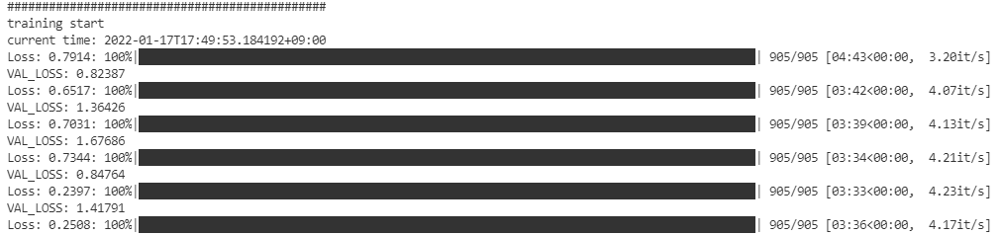 ##############################################
training start
current time: 2022-01-17T17:49:53.184192+09:00
Loss: 0.7914: 100%|██████████| 905/905 [04:43<00:00,  3.20it/s]
VAL_LOSS: 0.82387
Loss: 0.6517: 100%|██████████| 905/905 [03:42<00:00,  4.07it/s]
VAL_LOSS: 1.36426
Loss: 0.7031: 100%|██████████| 905/905 [03:39<00:00,  4.13it/s]
VAL_LOSS: 1.67686
Loss: 0.7344: 100%|██████████| 905/905 [03:34<00:00,  4.21it/s]
VAL_LOSS: 0.84764
Loss: 0.2397: 100%|██████████| 905/905 [03:33<00:00,  4.23it/s]
VAL_LOSS: 1.41791
Loss: 0.2508: 100%|██████████| 905/905 [03:36<00:00,  4.17it/s]